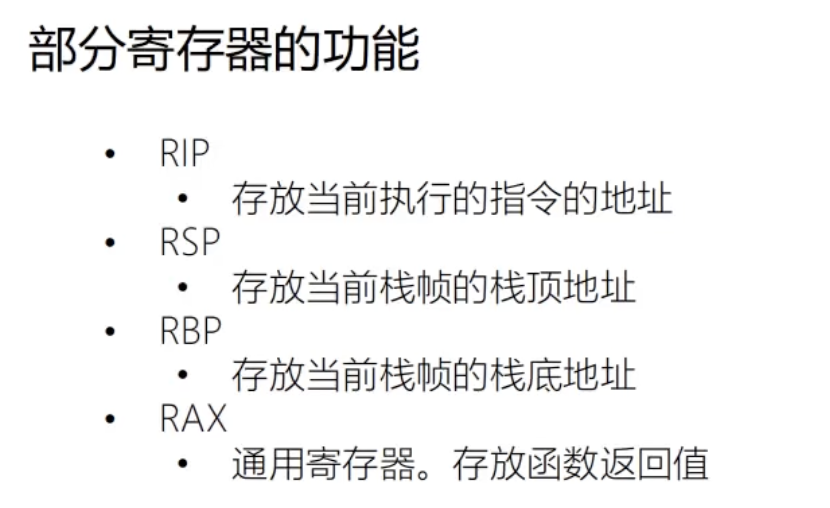 部分寄存器的功能
• RIP
• 存放当前执行的指令的地址
• RSP
• 存放当前栈帧的栈顶地址
• RBP
• 存放当前栈帧的栈底地址
• RAX
• 通用寄存器。存放函数返回值